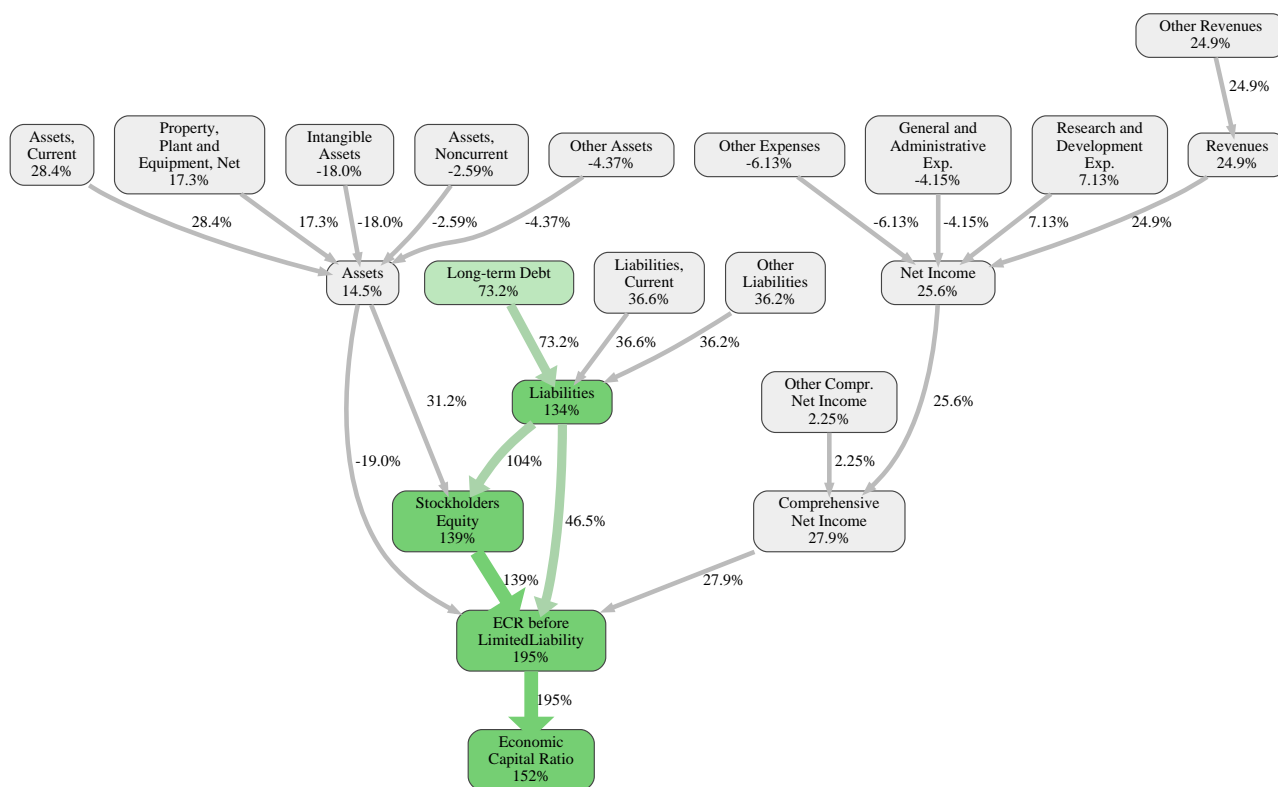 Other Revenues
24.9%
24.9%
Assets,
Current
28.4%
Property,
Plant and
Equipment, Net
17.3%
Intangible
Assets
-18.0%
Assets,
Noncurrent
-2.59%
Other Assets
-4.37%
Other Expenses
-6.13%
General and
Administrative
Exp.
-4.15%
Research and
Development
Exp.
7.13%
Revenues
24.9%
28.4%
17.3%
-18.0%
-2.59%
-4.37%
-6.13%
-4.15%
7.13%
24.9%
Assets
14.5%
Long-term Debt
73.2%
Liabilities,
Current
36.6%
Other
Liabilities
36.2%
Net Income
25.6%
73.2%
36.6%
36.2%
Liabilities
134%
Other Compr.
Net Income
2.25%
31.2%
25.6%
-19.0%
104%
2.25%
Stockholders
Equity
139%
46.5%
Comprehensive
Net Income
27.9%
139%
27.9%
ECR before
LimitedLiability
195%
195%
Economic
Capital Ratio
152%